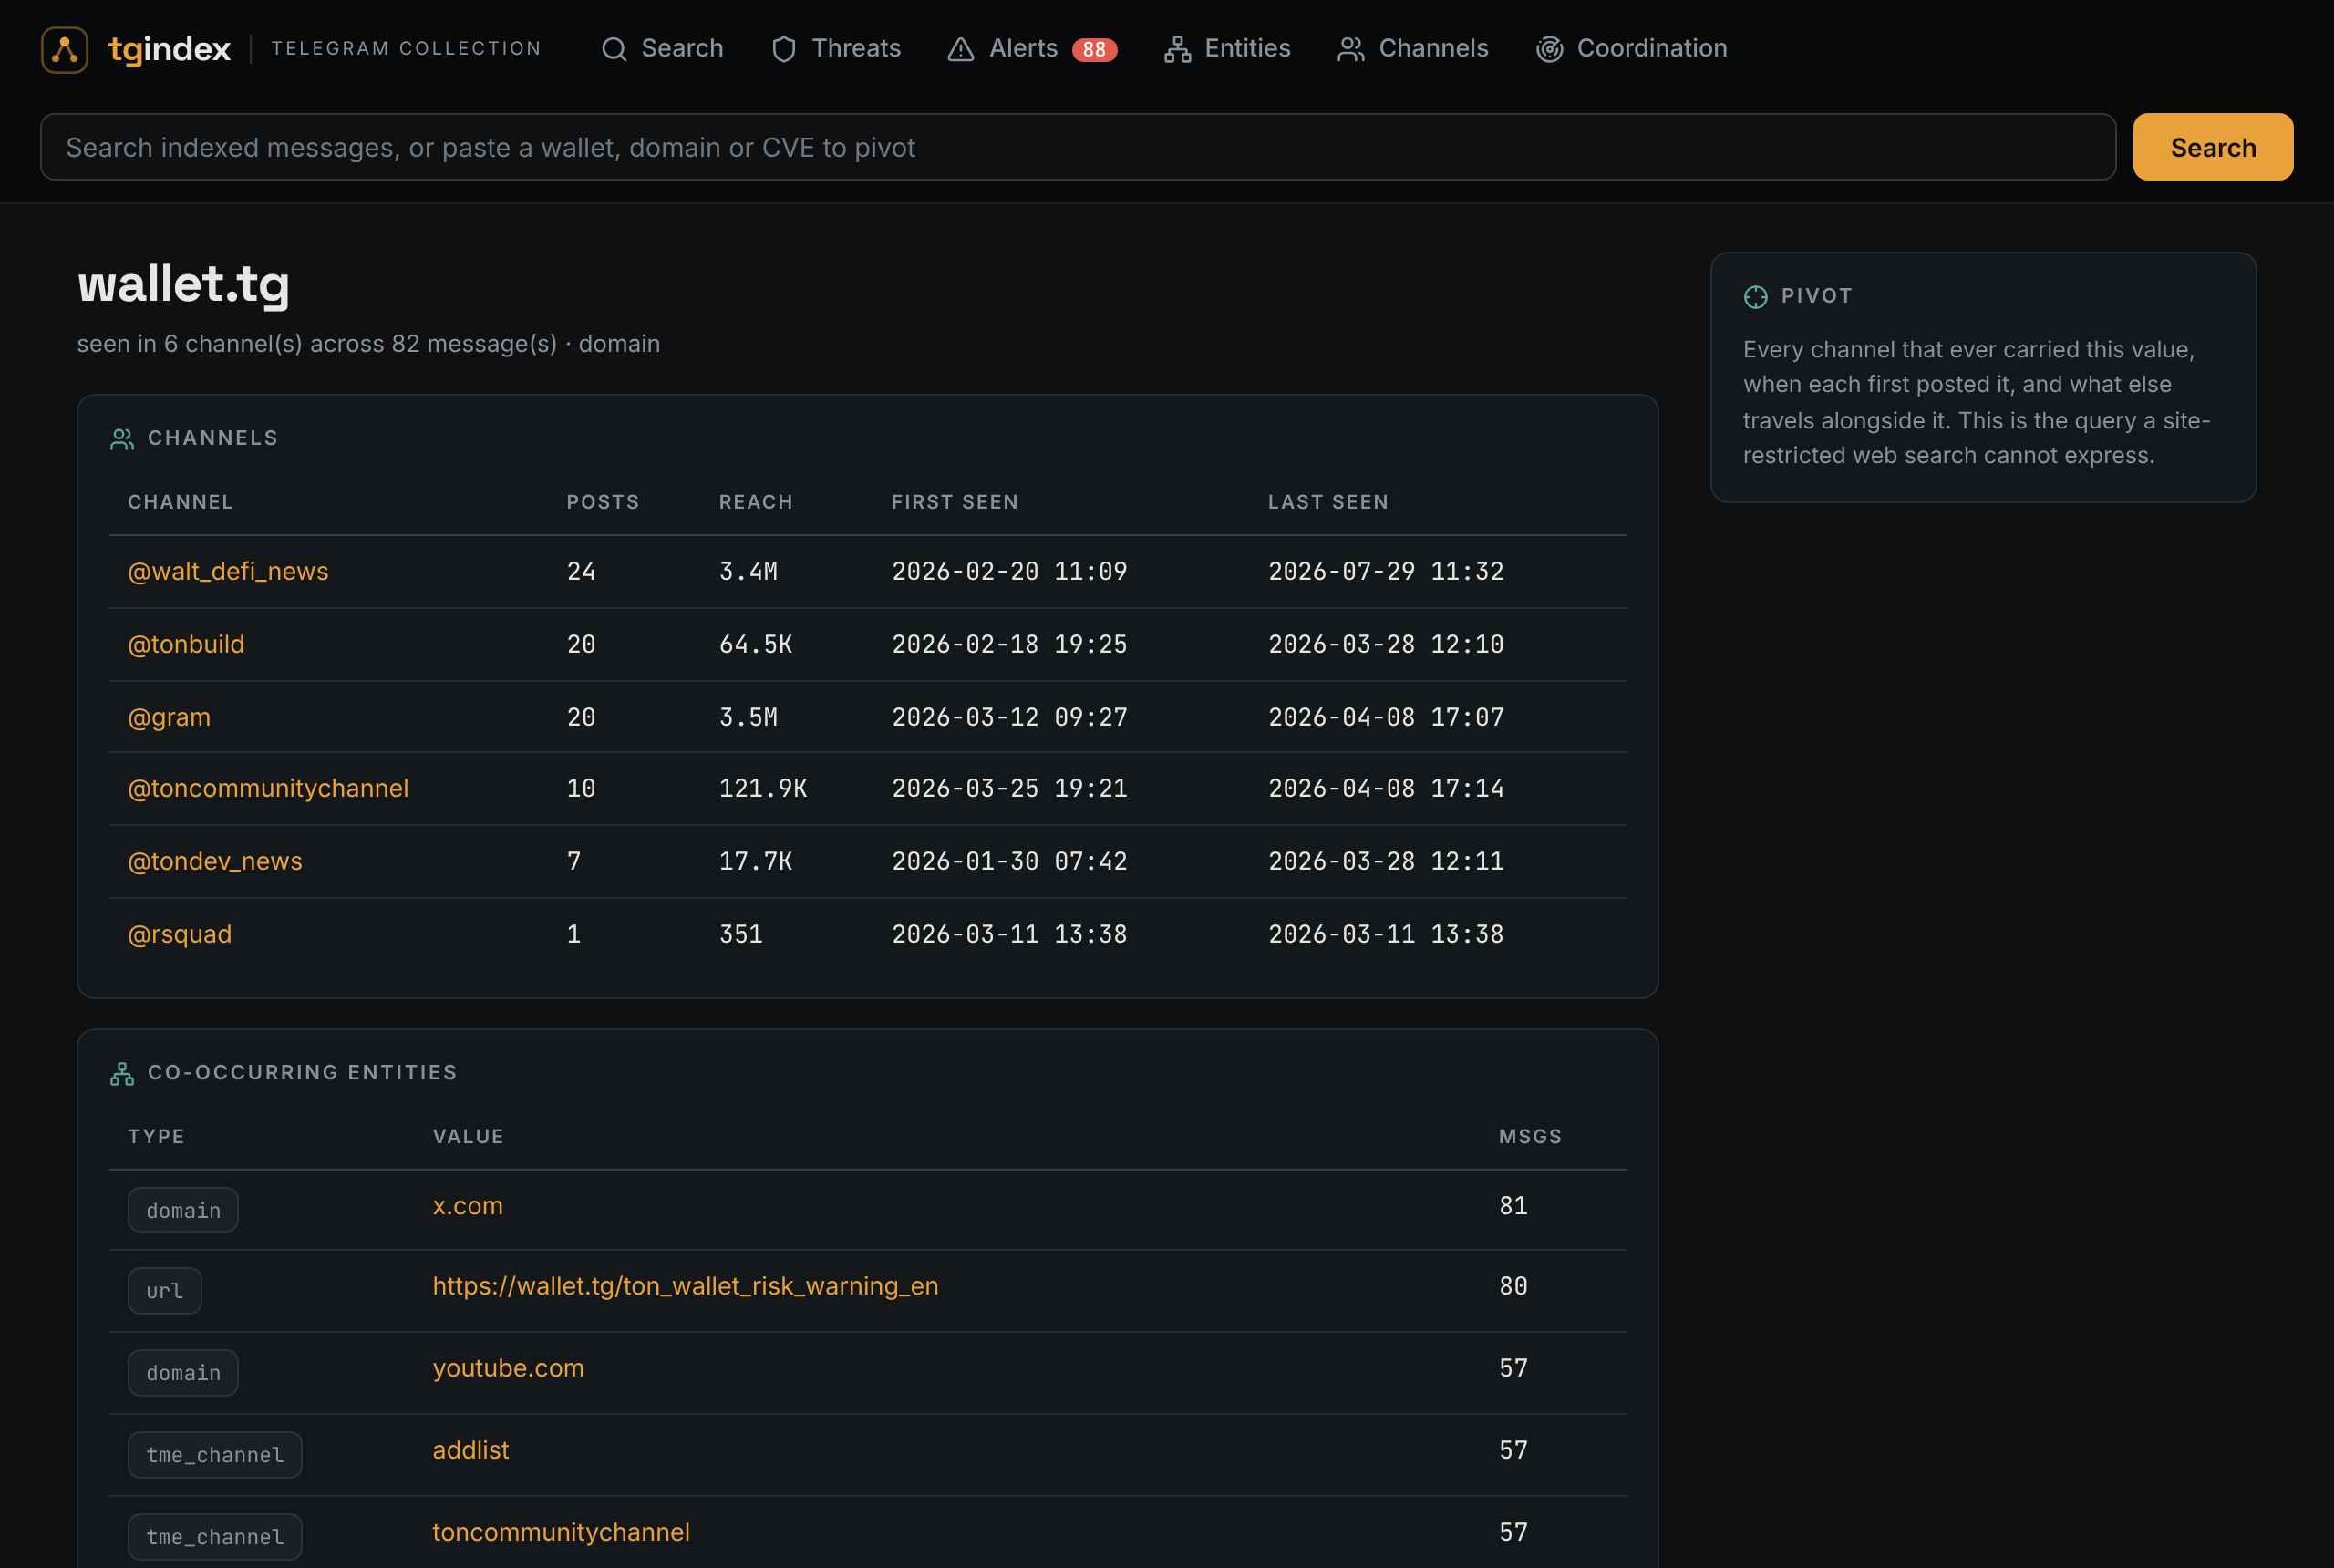 tgindex
TELEGRAM COLLECTION
Search
Threats
Alerts 88
Entities
Channels
Coordination
Search indexed messages, or paste a wallet, domain or CVE to pivot
Search
wallet.tg
seen in 6 channel(s) across 82 message(s) · domain
CHANNELS
CHANNEL POSTS REACH FIRST SEEN LAST SEEN
@walt_defi_news 24 3.4M 2026-02-20 11:09 2026-07-29 11:32
@tonbuild 20 64.5K 2026-02-18 19:25 2026-03-28 12:10
@gram 20 3.5M 2026-03-12 09:27 2026-04-08 17:07
@toncommunitychannel 10 121.9K 2026-03-25 19:21 2026-04-08 17:14
@tondev_news 7 17.7K 2026-01-30 07:42 2026-03-28 12:11
@rsquad 1 351 2026-03-11 13:38 2026-03-11 13:38
CO-OCCURRING ENTITIES
TYPE VALUE MSGS
domain x.com 81
url https://wallet.tg/ton_wallet_risk_warning_en 80
domain youtube.com 57
tme_channel addlist 57
tme_channel toncommunitychannel 57
PIVOT
Every channel that ever carried this value,
when each first posted it, and what else
travels alongside it. This is the query a site-
restricted web search cannot express.